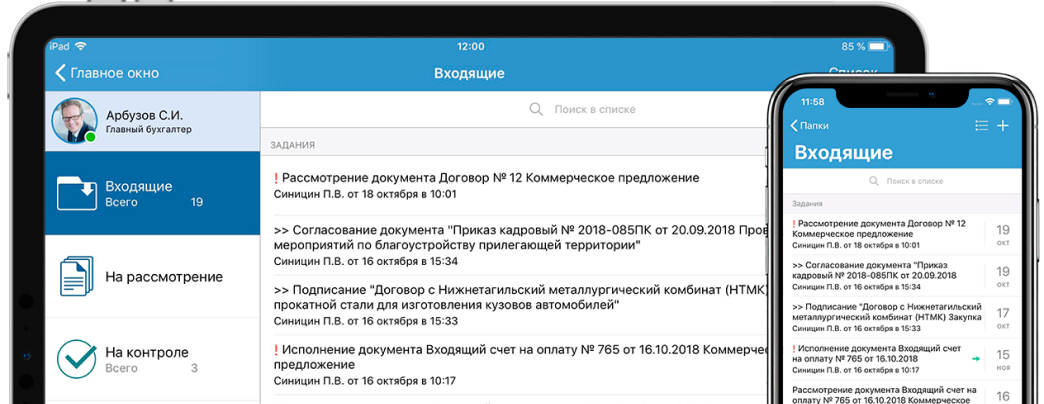 iPad
12:00
85 %
Главное окно
Входящие
Список
Арбузов С.И.
Главный бухгалтер
Поиск в списке
ЗАДАНИЯ
Входящие
Всего 19
На рассмотрение
На контроле
Всего 3
! Рассмотрение документа Договор № 12 Коммерческое предложение
Синицин П.В. от 18 октября в 10:01
>> Согласование документа "Приказ кадровый № 2018-085ПК от 20.09.2018 Пров
мероприятий по благоустройству прилегающей территории"
Синицин П.В. от 16 октября в 15:34
>> Подписание "Договор с Нижнетагильский металлургический комбинат (НТМК)
прокатной стали для изготовления кузовов автомобилей"
Синицин П.В. от 16 октября в 15:33
! Исполнение документа Входящий счет на оплату № 765 от 16.10.2018 Коммерче
предложение
Синицин П.В. от 16 октября в 10:17
11:58
Папки
Входящие
Поиск в списке
Задания
! Рассмотрение документа Договор № 12
Коммерческое предложение
Синицин П.В. от 18 октября в 10:01
19
окт
>> Согласование документа "Приказ
кадровый № 2018-085ПК от 20.09.2018
Синицин П.В. от 16 октября в 15:34
19
окт
>> Подписание "Договор с Нижнетагильский
металлургический комбинат (НТМК) Закупка
Синицин П.В. от 16 октября в 15:33
17
окт
! Исполнение документа Входящий счет
на оплату № 765 от 16.10.2018
Синицин П.В. от 16 октября в 10:17
15
ноя
Рассмотрение документа Входящий счет на
оплату № 765 от 16.10.2018 Коммерческое
16